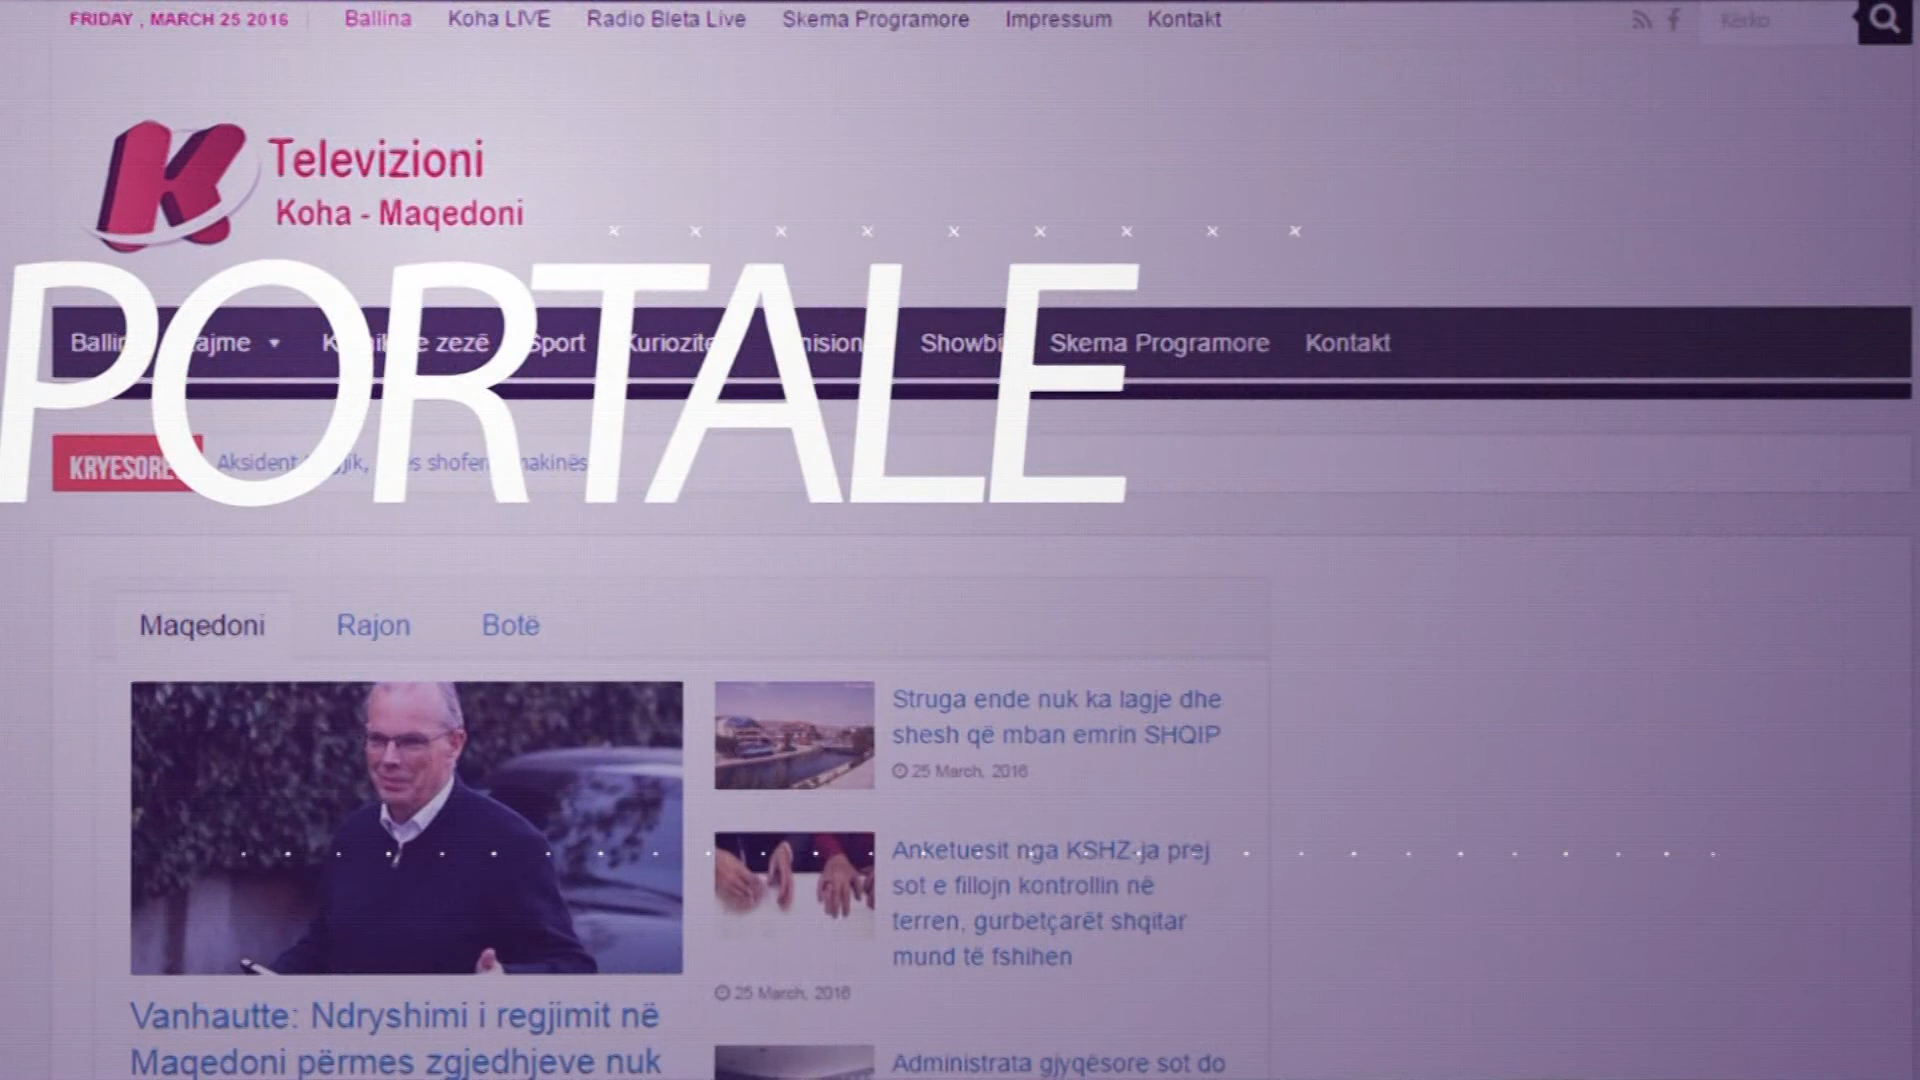 FRIDAY , MARCH 25 2016 Ballina Koha LIVE Radio Bleta Live Skema Programore Impressum Kontakt Kërko
Televizioni
Koha - Maqedoni
PORTALE
zezë Sport Skema Programore Kontakt
KRYESORE Aksident
Maqedoni Rajon Botë
Struga ende nuk ka lagje dhe
shesh që mban emrin SHQIP
25 March, 2016
Anketuesit nga KSHZ-ja prej
sot e fillojn kontrollin në
terren, gurbetçarët shqitar
mund të fshihen
25 March, 2016
Vanhautte: Ndryshimi i regjimit në
Maqedoni përmes zgjedhjeve nuk
Administrata gjyqësore sot do